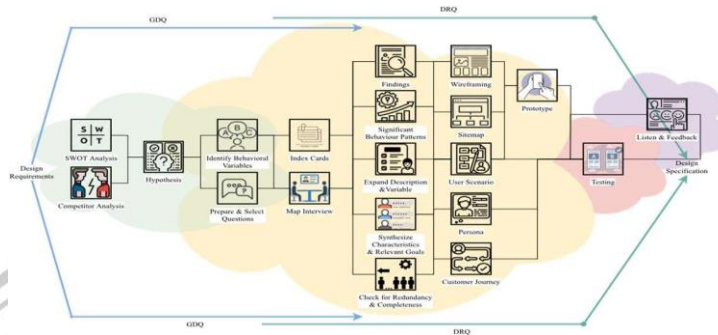 GDQ
DRQ
Findings
Wireframing
Prototype
S W
O T
SWOT Analysis
Competitor Analysis
Design
Requirements
Hypothesis
A B C
Identify Behavioral
Variables
Prepare & Select
Questions
Index Cards
Map Interview
Significant
Behaviour Patterns
Sitemap
Expand Description
&Variable
User Scenario
Synthesize
Characteristics
& Relevant Goals
Persona
Check for Redundancy
& Completeness
Customer Journey
Testing
Listen & Feedback
Design
Specification
GDQ
DRQ